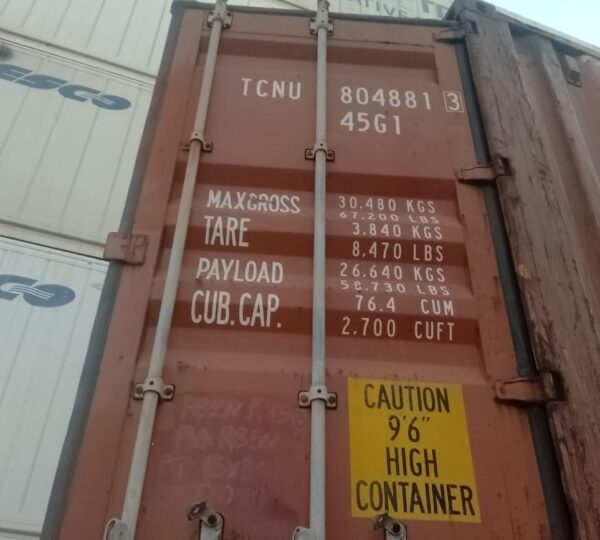 TCNU 804881 3
45G1
MAXGROSS 30.480 KGS
67.200 LBS
TARE 3.840 KGS
8.470 LBS
PAYLOAD 26.640 KGS
58.730 LBS
CUB.CAP. 76.4 CUM
2.700 CUFT
CAUTION
9'6"
HIGH
CONTAINER